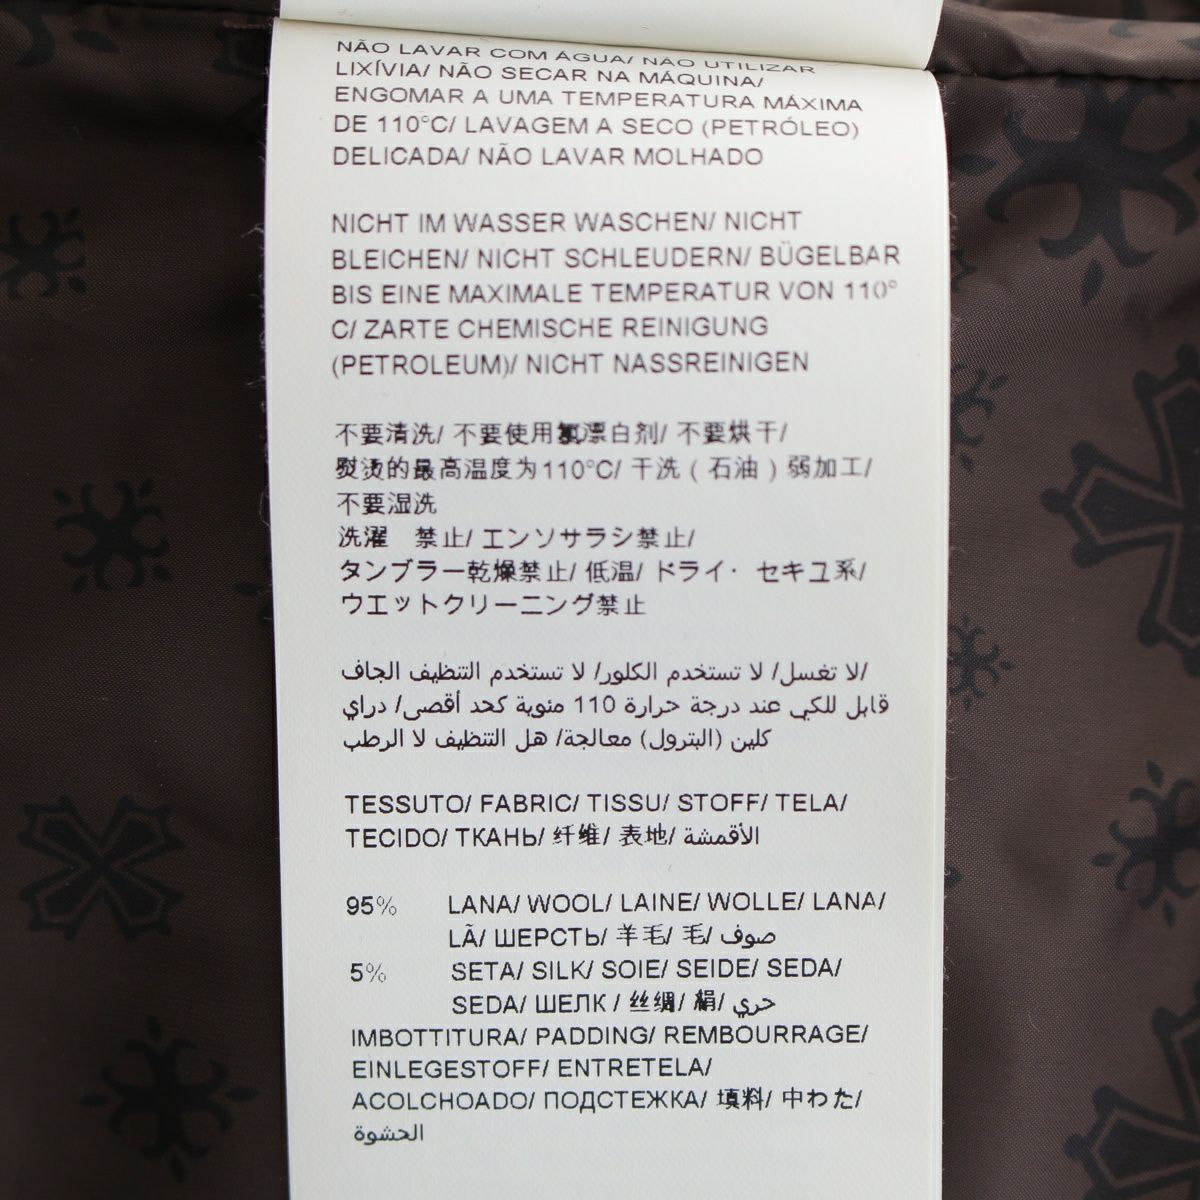 NÃO LAVAR COM ÁGUA/ NÃO UTILIZAR
LIXÍVIA/ NÃO SECAR NA MÁQUINA/
ENGOMAR A UMA TEMPERATURA MÁXIMA
DE 110°C/ LAVAGEM A SECO (PETRÓLEO)
DELICADA/ NÃO LAVAR MOLHADO
NICHT IM WASSER WASCHEN/ NICHT
BLEICHEN/ NICHT SCHLEUDERN/ BÜGELBAR
BIS EINE MAXIMALE TEMPERATUR VON 110°
C/ ZARTE CHEMISCHE REINIGUNG
(PETROLEUM)/ NICHT NASSREINIGEN
不要清洗/ 不要使用氯漂白剂/ 不要烘干/
熨烫的最高温度为110°C/ 干洗 ( 石油 ) 弱加工/
不要湿洗
洗濯　禁止/ エンソサラシ禁止/
タンブラー乾燥禁止/ 低温/ ドライ・ セキユ系/
ウエットクリーニング禁止
لا تغسل/ لا تستخدم الكلور/ لا تستخدم التنظيف الجاف/
قابل للكي عند درجة حرارة 110 مئوية كحد أقصى/ دراي
كلين (البترول) معالجة/ هل التنظيف لا الرطب
TESSUTO/ FABRIC/ TISSU/ STOFF/ TELA/
TECIDO/ ТКАНЬ/ 纤维/ 表地/ الأقمشة
95% LANA/ WOOL/ LAINE/ WOLLE/ LANA/
LÃ/ ШЕРСТЬ/ 羊毛/ 毛/ صوف
5% SETA/ SILK/ SOIE/ SEIDE/ SEDA/
SEDA/ ШЕЛК / 丝绸/ 絹/ حري
IMBOTTITURA/ PADDING/ REMBOURRAGE/
EINLEGESTOFF/ ENTRETELA/
ACOLCHOADO/ ПОДСТЕЖКА/ 填料/ 中わた/
الحشوة